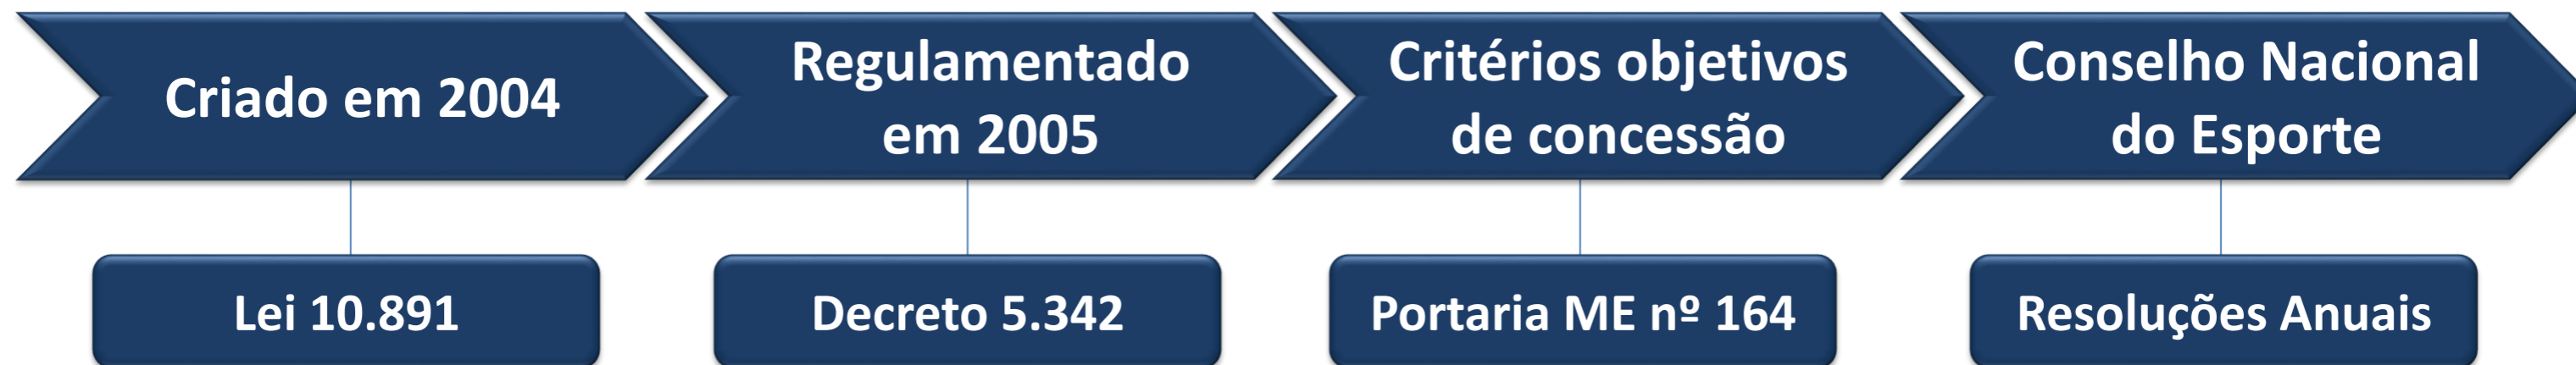 Criado em 2004
Regulamentado
em 2005
Critérios objetivos
de concessão
Conselho Nacional
do Esporte
Lei 10.891
Decreto 5.342
Portaria ME nº 164
Resoluções Anuais